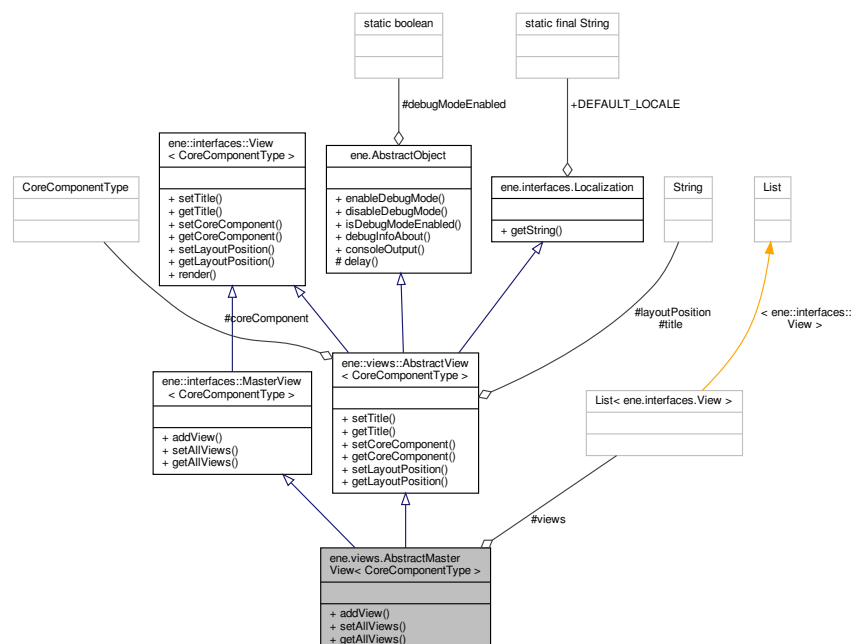 static boolean
static final String
#debugModeEnabled
+DEFAULT_LOCALE
ene::interfaces::View
< CoreComponentType >
+ setTitle()
+ getTitle()
+ setCoreComponent()
+ getCoreComponent()
+ setLayoutPosition()
+ getLayoutPosition()
+ render()
ene.AbstractObject
+ enableDebugMode()
+ disableDebugMode()
+ isDebugModeEnabled()
+ debugInfoAbout()
+ consoleOutput()
# delay()
CoreComponentType
ene.interfaces.Localization
+ getString()
String
List
#coreComponent
#layoutPosition
#title
< ene::interfaces::
View >
ene::interfaces::MasterView
< CoreComponentType >
+ addView()
+ setAllViews()
+ getAllViews()
ene::views::AbstractView
< CoreComponentType >
+ setTitle()
+ getTitle()
+ setCoreComponent()
+ getCoreComponent()
+ setLayoutPosition()
+ getLayoutPosition()
List< ene.interfaces.View >
#views
ene.views.AbstractMaster
View< CoreComponentType >
+ addView()
+ setAllViews()
+ getAllViews()